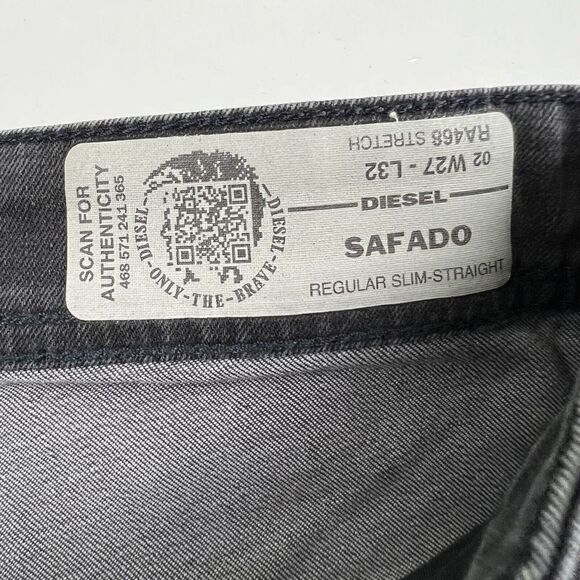 SCAN FOR
AUTHENTICITY
468 571 241 365
DIESEL
DIESEL
ONLY-THE-BRAVE
RA468 STRETCH
02 W27 - L32
DIESEL
SAFADO
REGULAR SLIM-STRAIGHT